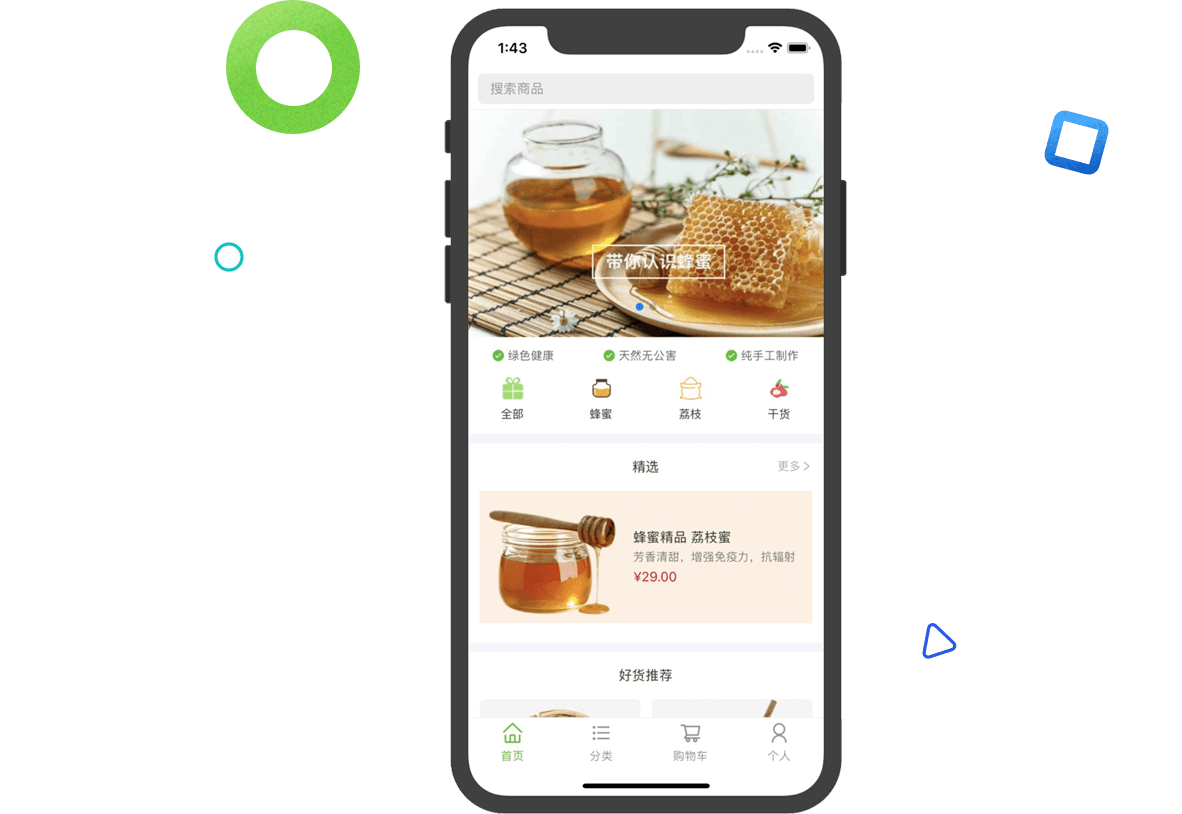 1:43
搜索商品
带你认识蜂蜜
绿色健康 天然无公害 纯手工制作
全部 蜂蜜 荔枝 干货
精选 更多
蜂蜜精品 荔枝蜜
芳香清甜，增强免疫力，抗辐射
¥29.00
好货推荐
首页 分类 购物车 个人